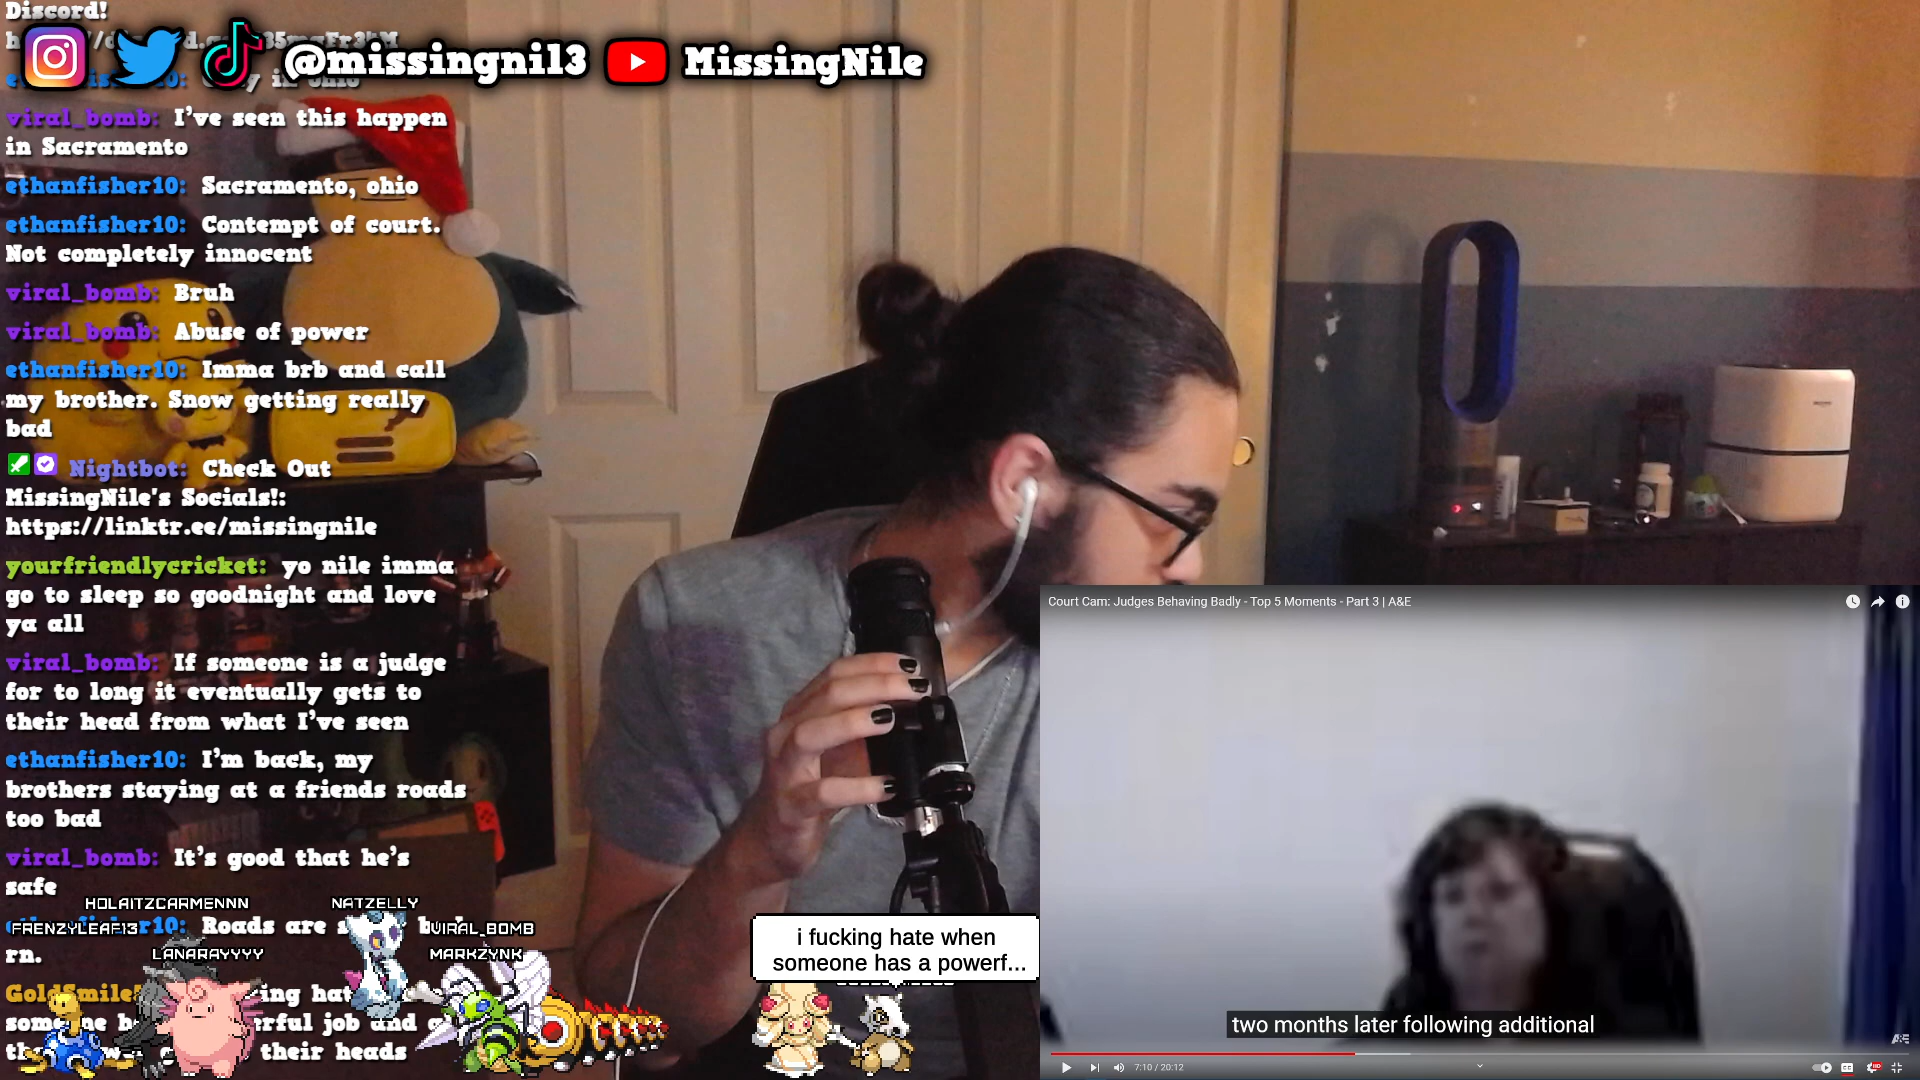 Discord!
@missingnil3
MissingNile
viral_bomb: I've seen this happen
in Sacramento
ethanfisher10: Sacramento, ohio
ethanfisher10: Contempt of court.
Not completely innocent
viral_bomb: Bruh
viral_bomb: Abuse of power
ethanfisher10: Imma brb and call
my brother. Snow getting really
bad
Nightbot: Check Out
MissingNile's Socials!:
https://linktr.ee/missingnile
yourfriendlycricket: yo nile imma
go to sleep so goodnight and love
ya all
viral_bomb: If someone is a judge
for to long it eventually gets to
their head from what I've seen
ethanfisher10: I'm back, my
brothers staying at a friends roads
too bad
viral_bomb: It's good that he's
safe
Roads are
rn.
HOLAITZCARMENNN
NATZELLY
FRENZYLEAF13
VIRAL_BOMB
LANARAYYYY
MARKZYNK
job and
their heads
i fucking hate when
someone has a powerf...
Court Cam: Judges Behaving Badly - Top 5 Moments - Part 3 | A&E
two months later following additional
A&E
7:10 / 20:12
CC
HD